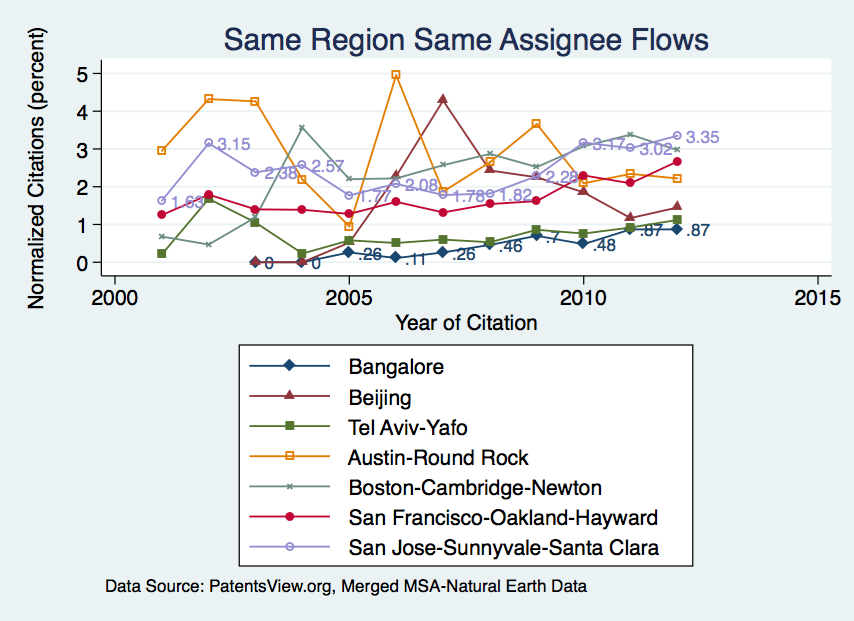 Same Region Same Assignee Flows
Normalized Citations (percent)
5
4
3
2
1
0
1.63
3.15
2.38
2.57
1.77
2.08
1.78
1.82
2.28
3.17
3.02
3.35
0
0
.26
.11
.26
.46
.7
.48
.87
.87
2000
2005
2010
2015
Year of Citation
Bangalore
Beijing
Tel Aviv-Yafo
Austin-Round Rock
Boston-Cambridge-Newton
San Francisco-Oakland-Hayward
San Jose-Sunnyvale-Santa Clara
Data Source: PatentsView.org, Merged MSA-Natural Earth Data